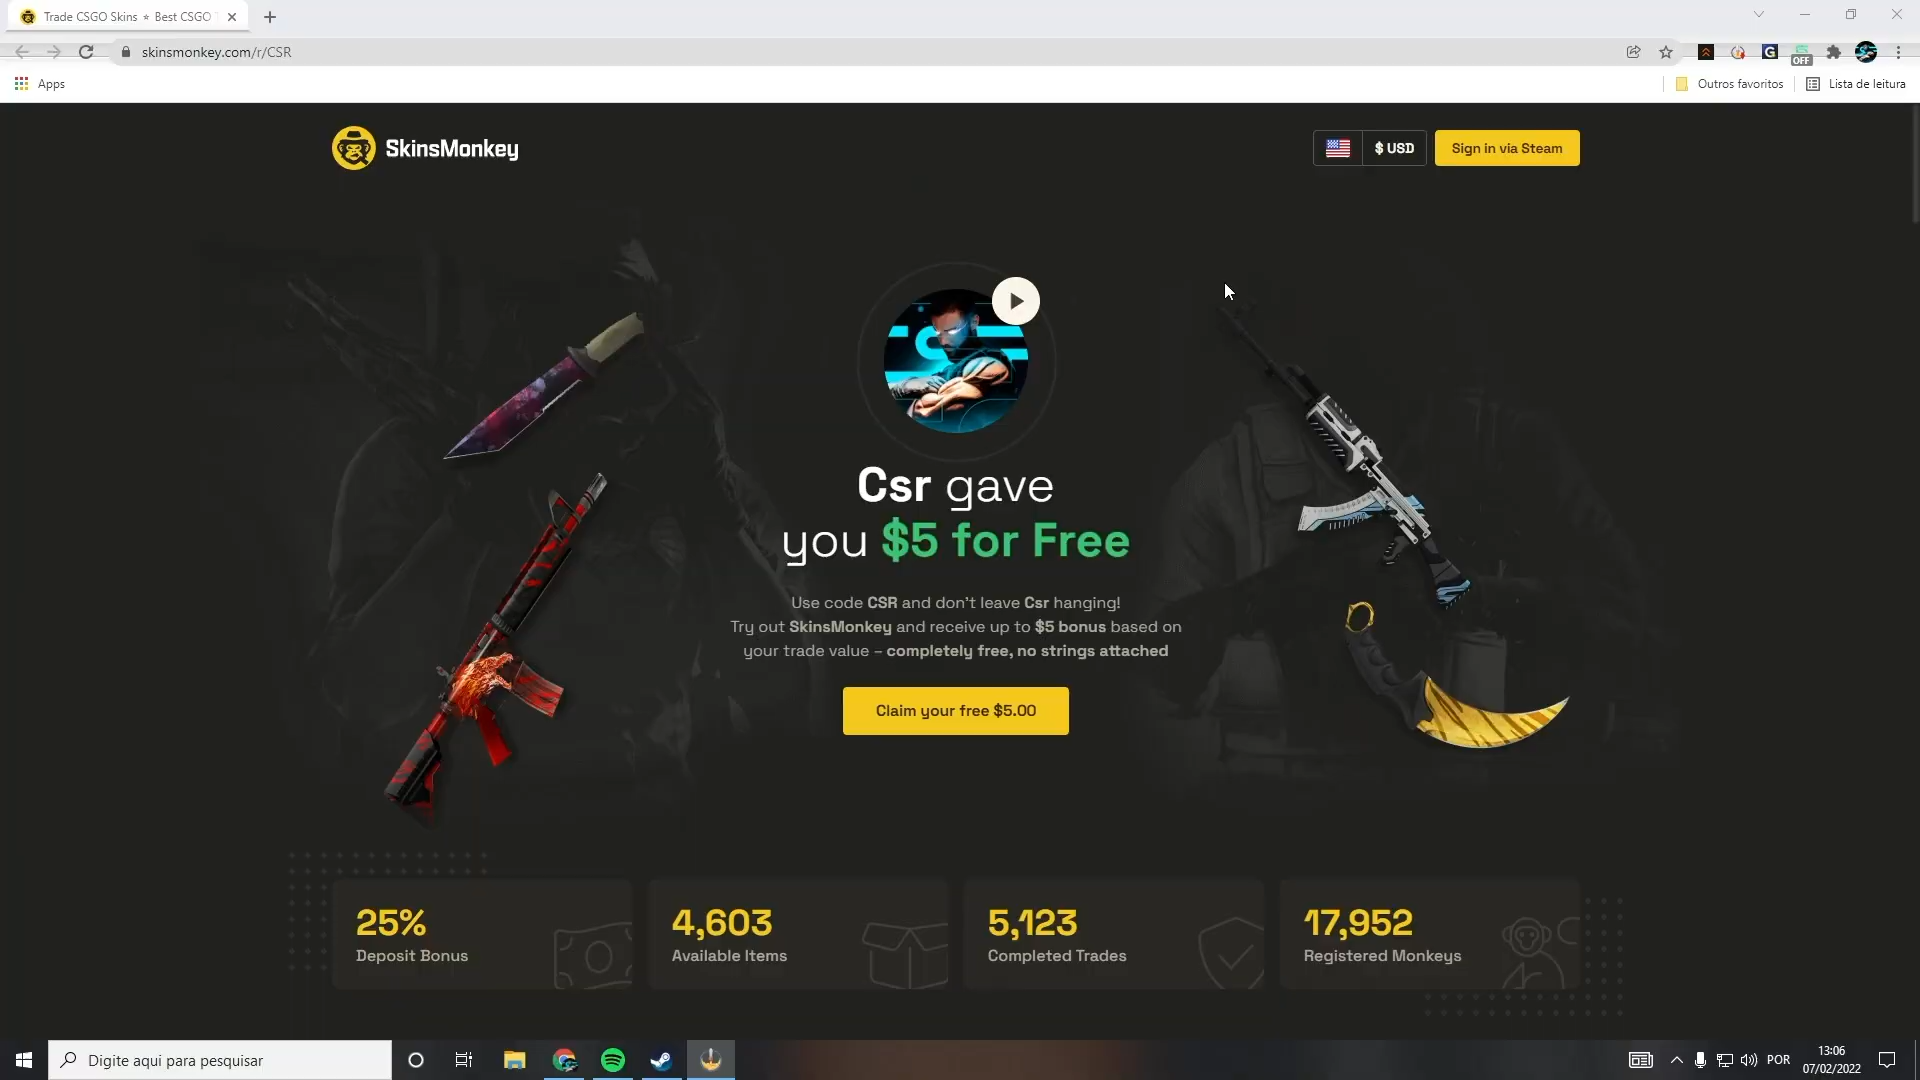 Trade CSGO Skins ⭑ Best CSGO
skinsmonkey.com/r/CSR
G
OFF
Apps
Outros favoritos
Lista de leitura
SkinsMonkey
$ USD
Sign in via Steam
Csr gave
you $5 for Free
Use code CSR and don't leave Csr hanging!
Try out SkinsMonkey and receive up to $5 bonus based on
your trade value – completely free, no strings attached
Claim your free $5.00
25%
Deposit Bonus
4,603
Available Items
5,123
Completed Trades
17,952
Registered Monkeys
Digite aqui para pesquisar
POR
13:06
07/02/2022